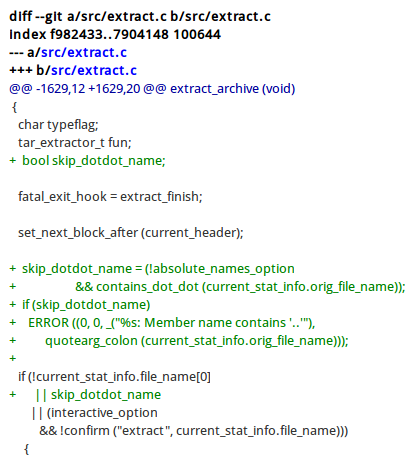 diff --git a/src/extract.c b/src/extract.c
index f982433..7904148 100644
--- a/src/extract.c
+++ b/src/extract.c
@@ -1629,12 +1629,20 @@ extract_archive (void)
 {
   char typeflag;
   tar_extractor_t fun;
+  bool skip_dotdot_name;

   fatal_exit_hook = extract_finish;

   set_next_block_after (current_header);

+  skip_dotdot_name = (!absolute_names_option
+                      && contains_dot_dot (current_stat_info.orig_file_name));
+  if (skip_dotdot_name)
+    ERROR ((0, 0, _("%s: Member name contains '..'"),
+            quotearg_colon (current_stat_info.orig_file_name)));
+
   if (!current_stat_info.file_name[0]
+      || skip_dotdot_name
       || (interactive_option
           && !confirm ("extract", current_stat_info.file_name)))
     {